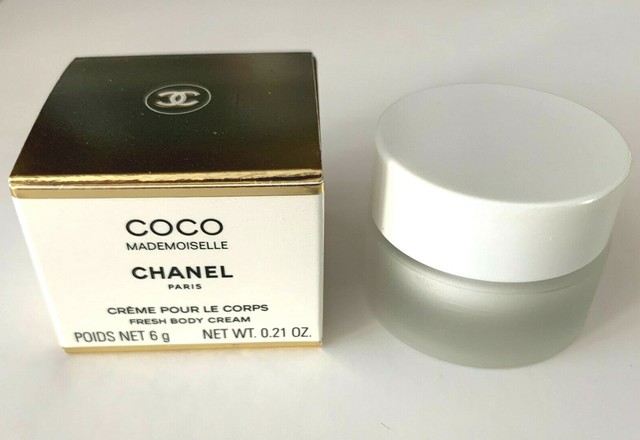 COCO
MADEMOISELLE
CHANEL
PARIS
CRÈME POUR LE CORPS
FRESH BODY CREAM
POIDS NET 6 g NET WT. 0.21 OZ.